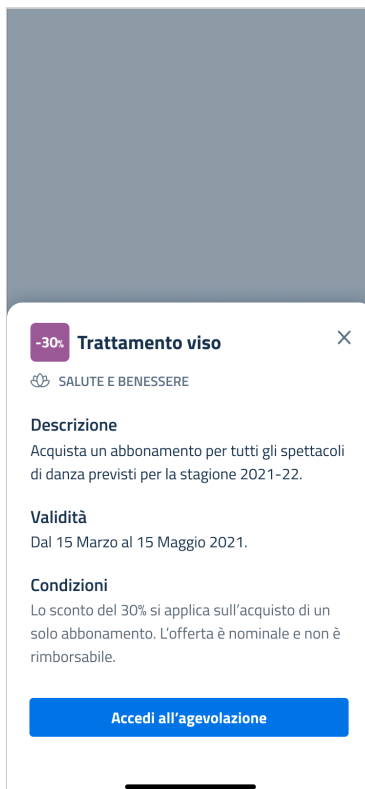 -30% Trattamento viso
SALUTE E BENESSERE
Descrizione
Acquista un abbonamento per tutti gli spettacoli
di danza previsti per la stagione 2021-22.
Validità
Dal 15 Marzo al 15 Maggio 2021.
Condizioni
Lo sconto del 30% si applica sull’acquisto di un
solo abbonamento. L’offerta è nominale e non è
rimborsabile.
Accedi all’agevolazione